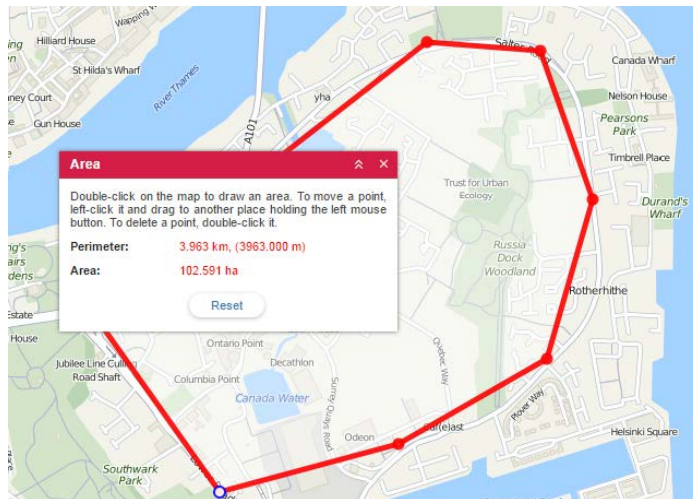 Wapping W
Hilliard House
St Hilda's Wharf
ney Court
Gun House
River Thames
A101
yha
Salter Road
Canada Wharf
Nelson House
Pearsons
Park
Timbrell Place
Durand's
Wharf
Trust for Urban
Ecology
Russia
Dock
Woodland
Rotherhithe
Area
Double-click on the map to draw an area. To move a point,
left-click it and drag to another place holding the left mouse
button. To delete a point, double-click it.
Perimeter: 3.963 km, (3963.000 m)
Area: 102.591 ha
Reset
Estate
House
Jubilee Line Culling
Road Shaft
Ontario Point
Decathlon
Columbia Point
Canada Water
Surrey Quays Road
Quebec Way
Odeon
Plover Way
Helsinki Square
Southwark
Park